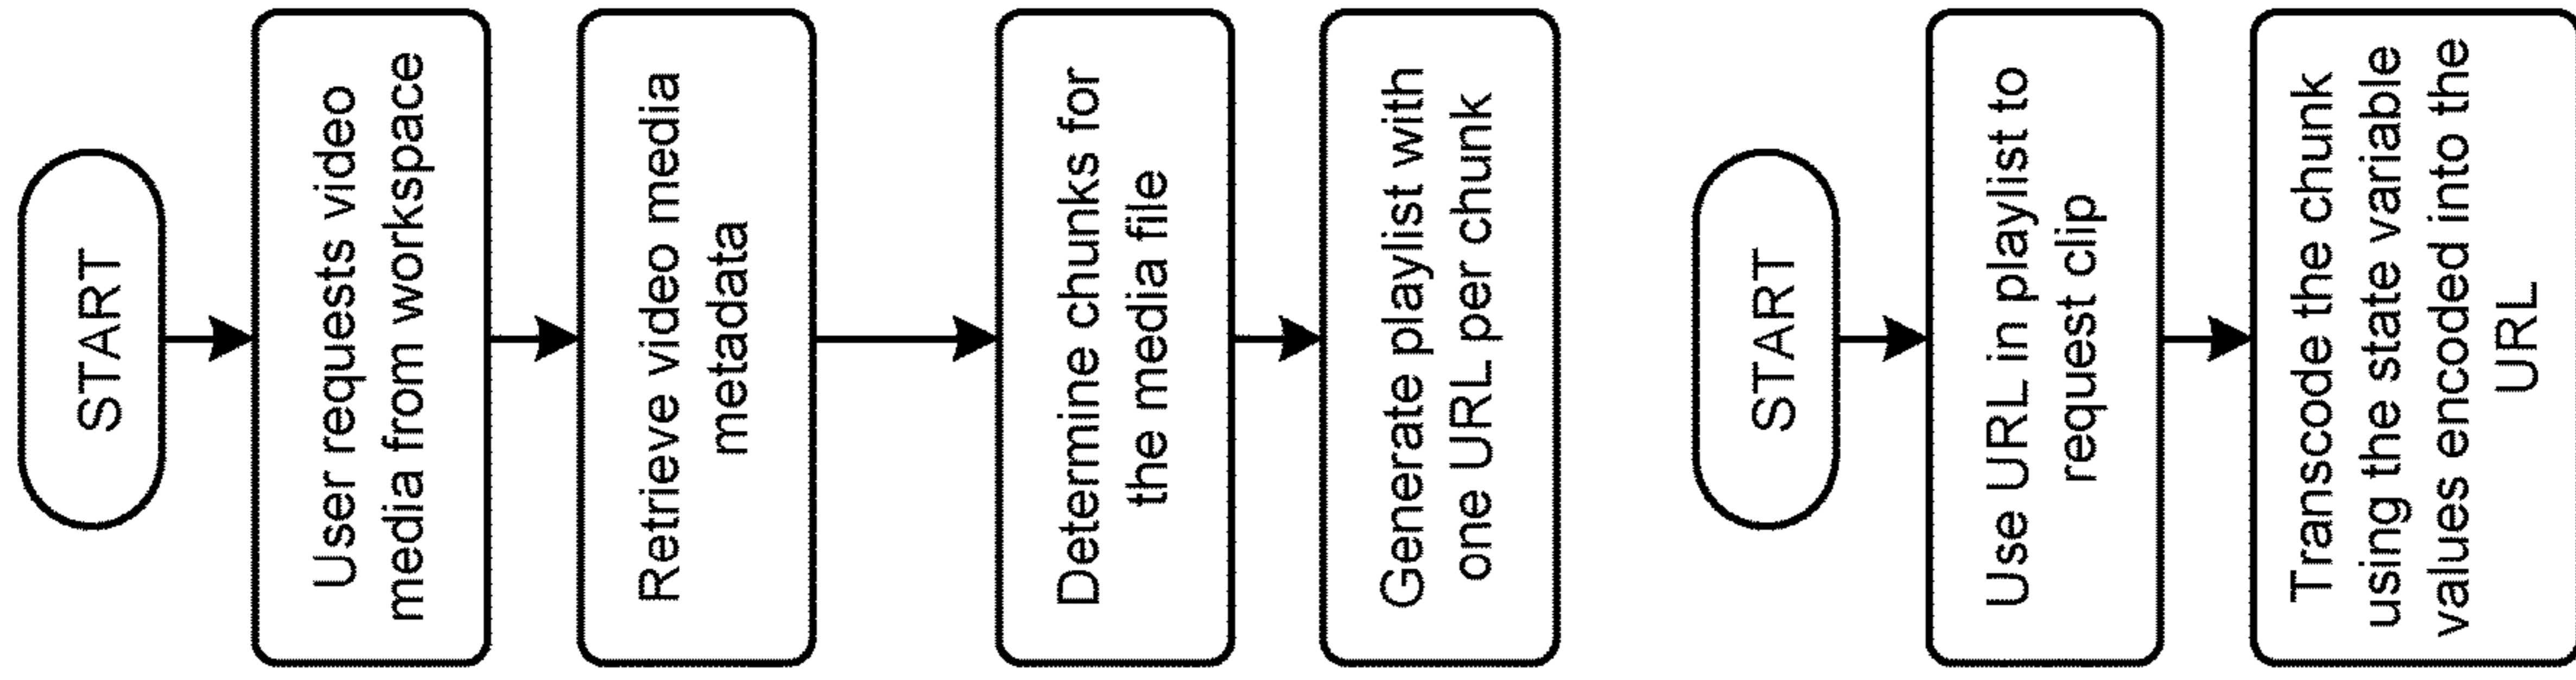 START
User requests video
media from workspace
Retrieve video media
metadata
Determine chunks for
the media file
Generate playlist with
one URL per chunk
START
Use URL in playlist to
request clip
Transcode the chunk
using the state variable
values encoded into the
URL